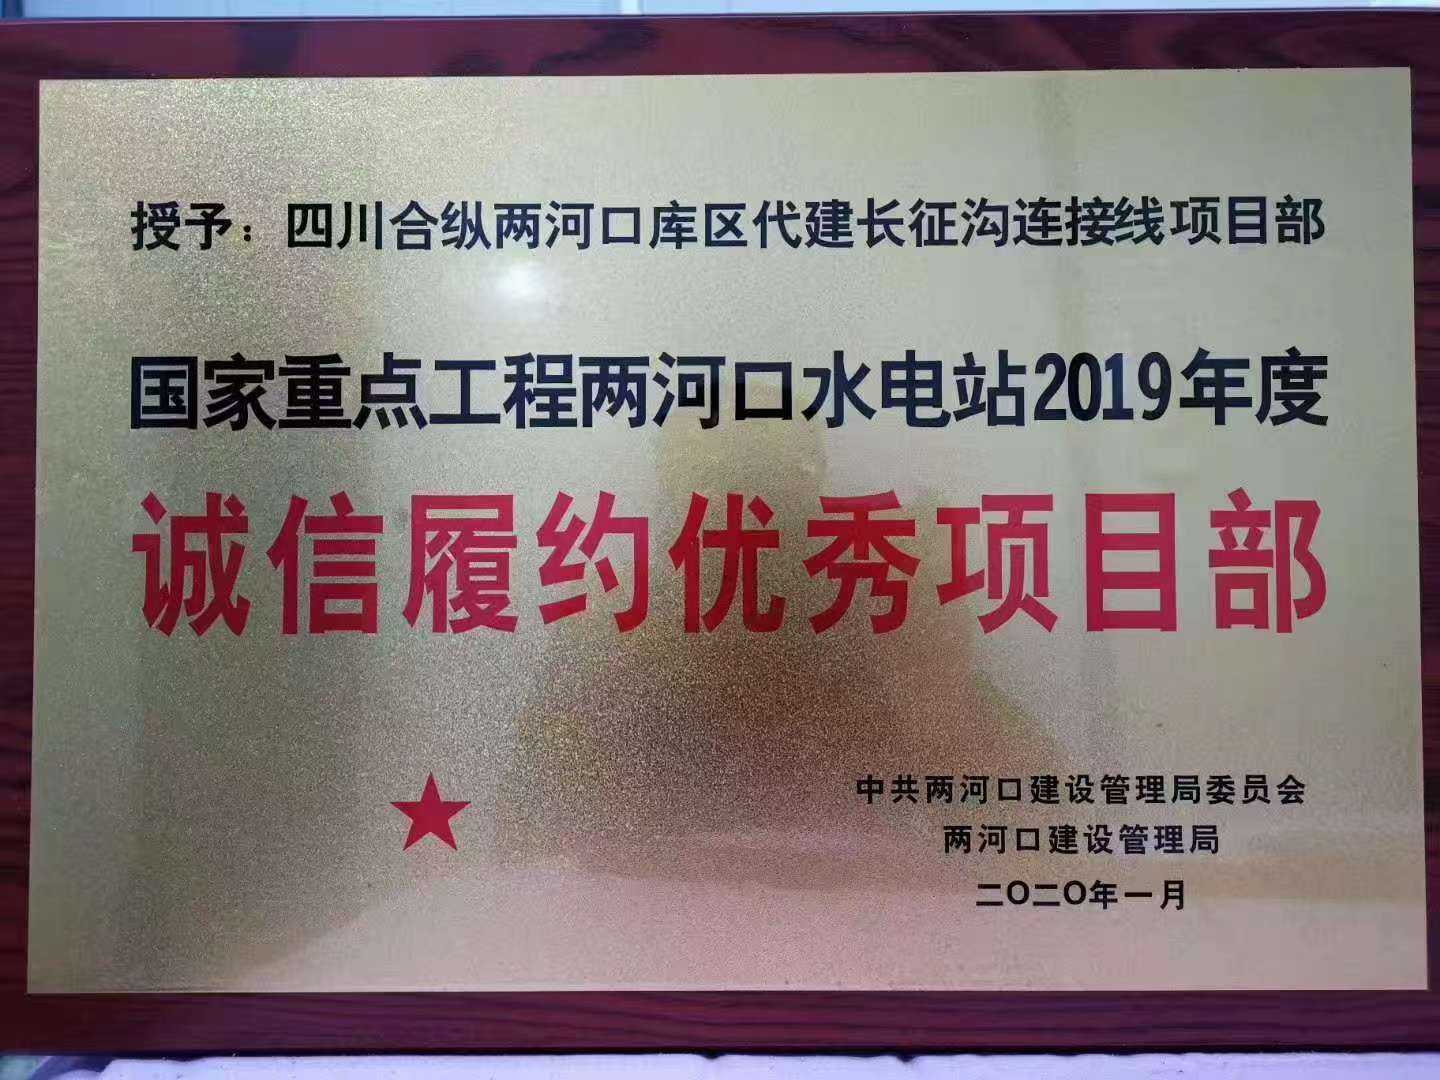 授予：四川合纵两河口库区代建长征沟连接线项目部
国家重点工程两河口水电站2019年度
诚信履约优秀项目部
中共两河口建设管理局委员会
两河口建设管理局
二〇二〇年一月